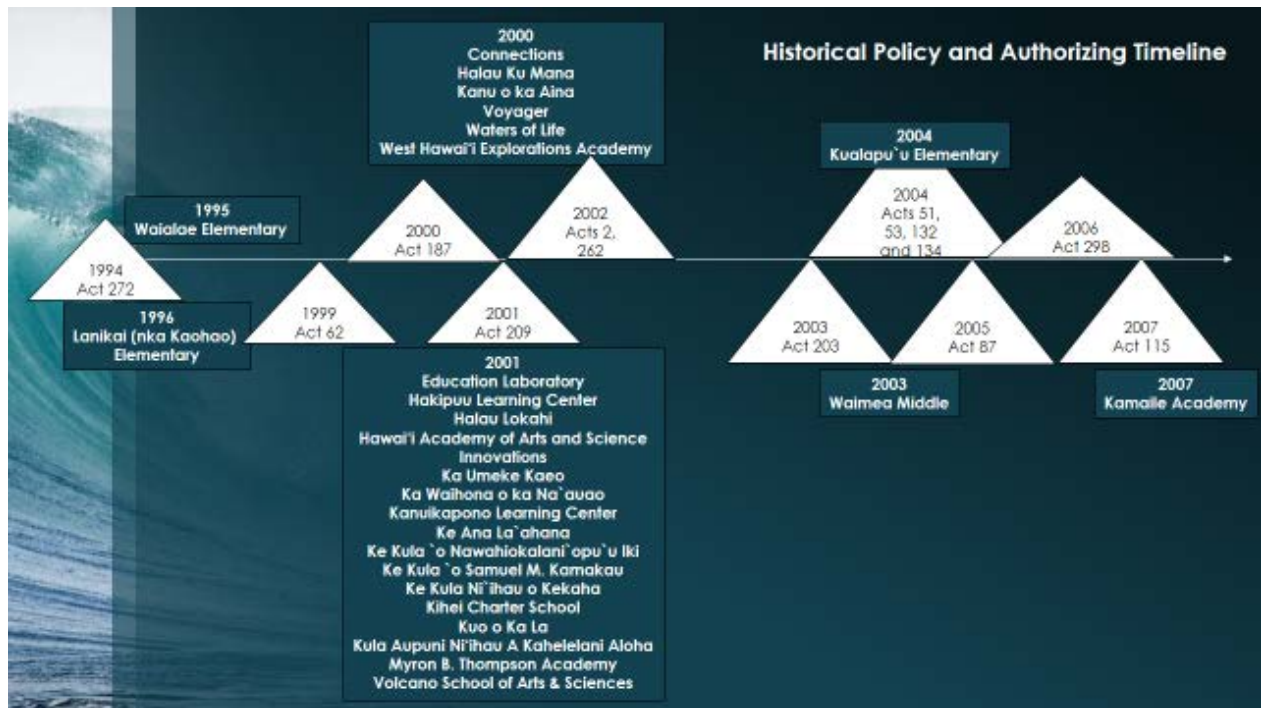 Historical Policy and Authorizing Timeline
2000
Connections
Halau Ku Mana
Kanu o ka Aina
Voyager
Waters of Life
West Hawai'i Explorations Academy
2004
Kualapu`u Elementary
1995
Waialae Elementary
1994
Act 272
2000
Act 187
2002
Acts 2,
262
2004
Acts 51,
53, 132
and 134
2006
Act 298
1996
Lanikai (nka Kaohao)
Elementary
1999
Act 62
2001
Act 209
2003
Act 203
2005
Act 87
2007
Act 115
2001
Education Laboratory
Hakipuu Learning Center
Halau Lokahi
Hawai'i Academy of Arts and Science
Innovations
Ka Umeke Kaeo
Ka Waihona o ka Na`auao
Kanuikapono Learning Center
Ke Ana La`ahana
Ke Kula `o Nawahiokalani`opu`u Iki
Ke Kula `o Samuel M. Kamakau
Ke Kula Ni`ihau o Kekaha
Kihei Charter School
Kuo o Ka La
Kula Aupuni Ni'ihau A Kahelelani Aloha
Myron B. Thompson Academy
Volcano School of Arts & Sciences
2003
Waimea Middle
2007
Kamaile Academy